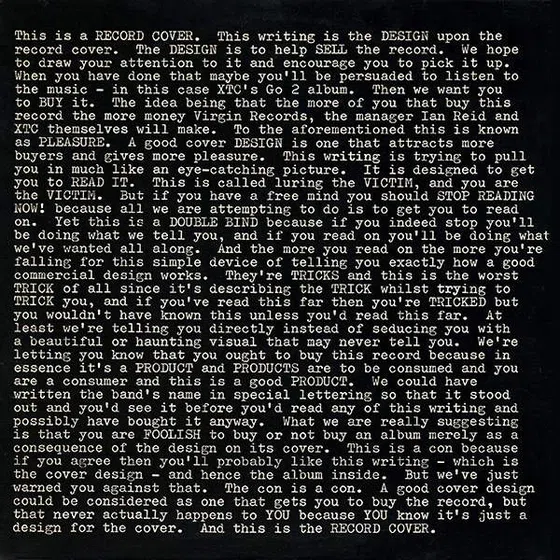 This is a RECORD COVER.  This writing is the DESIGN upon the
record cover.  The DESIGN is to help SELL the record.  We hope
to draw your attention to it and encourage you to pick it up.
When you have done that maybe you'll be persuaded to listen to
the music - in this case XTC's Go 2 album.  Then we want you
to BUY it.  The idea being that the more of you that buy this
record the more money Virgin Records, the manager Ian Reid and
XTC themselves will make.  To the aforementioned this is known
as PLEASURE.  A good cover DESIGN is one that attracts more
buyers and gives more pleasure.  This writing is trying to pull
you in much like an eye-catching picture.  It is designed to get
you to READ IT.  This is called luring the VICTIM, and you are
the VICTIM.  But if you have a free mind you should STOP READING
NOW! because all we are attempting to do is to get you to read
on.  Yet this is a DOUBLE BIND because if you indeed stop you'll
be doing what we tell you, and if you read on you'll be doing what
we've wanted all along.  And the more you read on the more you're
falling for this simple device of telling you exactly how a good
commercial design works.  They're TRICKS and this is the worst
TRICK of all since it's describing the TRICK whilst trying to
TRICK you, and if you've read this far then you're TRICKED but
you wouldn't have known this unless you'd read this far.  At
least we're telling you directly instead of seducing you with
a beautiful or haunting visual that may never tell you.  We're
letting you know that you ought to buy this record because in
essence it's a PRODUCT and PRODUCTS are to be consumed and you
are a consumer and this is a good PRODUCT.  We could have
written the band's name in special lettering so that it stood
out and you'd see it before you'd read any of this writing and
possibly have bought it anyway.  What we are really suggesting
is that you are FOOLISH to buy or not buy an album merely as a
consequence of the design on its cover.  This is a con because
if you agree then you'll probably like this writing - which is
the cover design - and hence the album inside.  But we've just
warned you against that.  The con is a con.  A good cover design
could be considered as one that gets you to buy the record, but
that never actually happens to YOU because YOU know it's just a
design for the cover.  And this is the RECORD COVER.